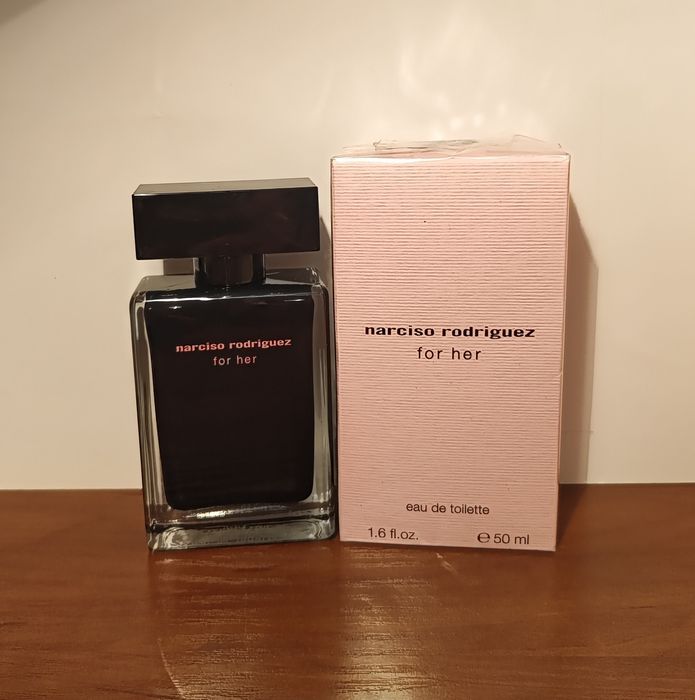 narciso rodriguez
for her
narciso rodriguez
for her
eau de toilette
1.6 fl.oz. ℮ 50 ml